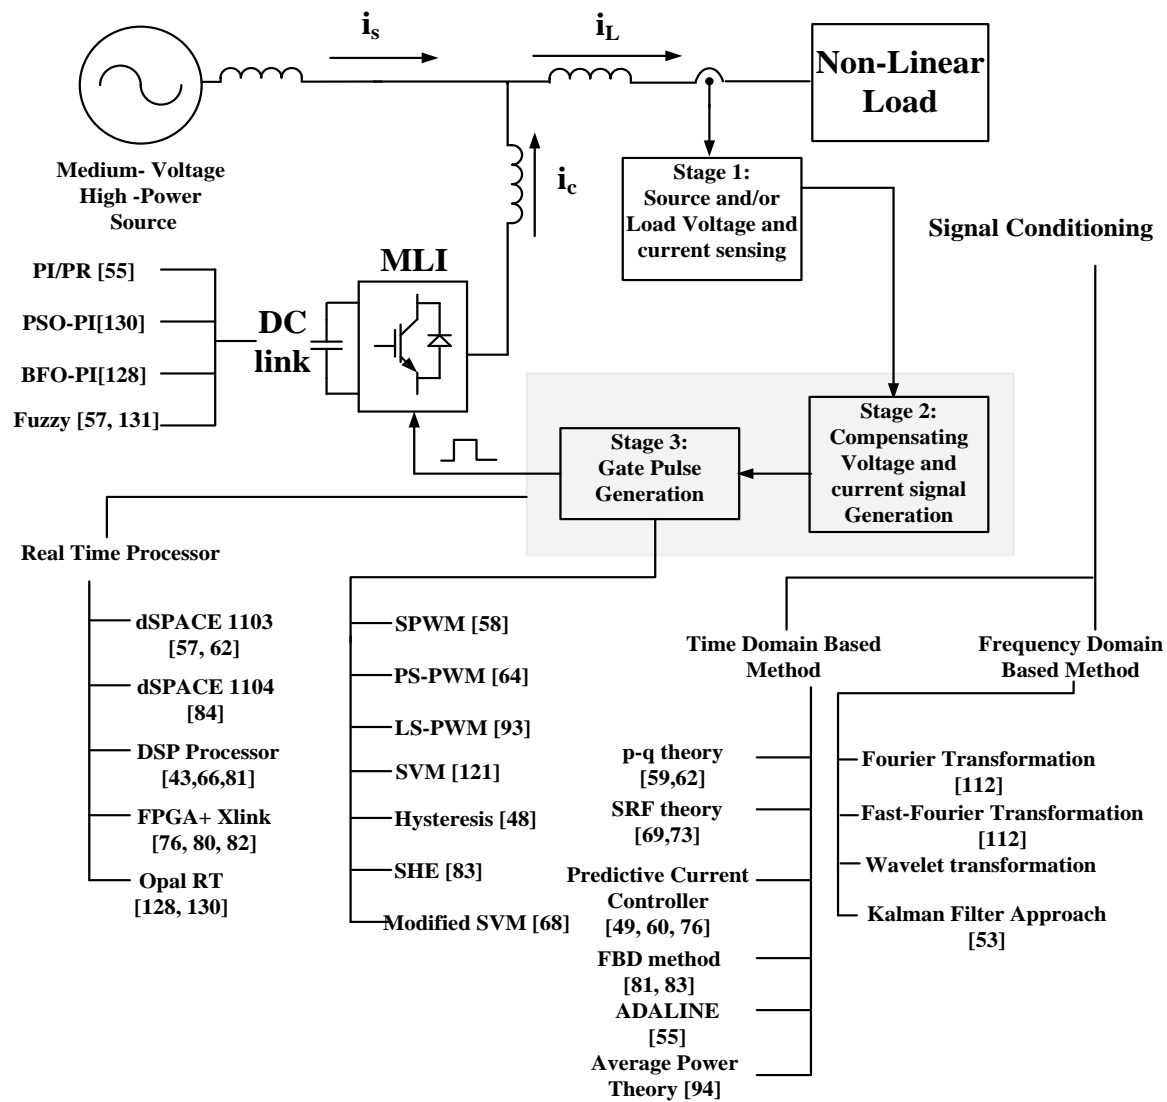 i_s
i_L
Non-Linear
Load
Medium- Voltage
High -Power
Source
i_c
Stage 1:
Source and/or
Load Voltage and
current sensing
Signal Conditioning
PI/PR [55]
PSO-PI[130]
BFO-PI[128]
Fuzzy [57, 131]
DC
link
MLI
Stage 2:
Compensating
Voltage and
current signal
Generation
Stage 3:
Gate Pulse
Generation
Real Time Processor
dSPACE 1103
[57, 62]
dSPACE 1104
[84]
DSP Processor
[43,66,81]
FPGA+ Xlink
[76, 80, 82]
Opal RT
[128, 130]
SPWM [58]
PS-PWM [64]
LS-PWM [93]
SVM [121]
Hysteresis [48]
SHE [83]
Modified SVM [68]
Time Domain Based
Method
p-q theory
[59,62]
SRF theory
[69,73]
Predictive Current
Controller
[49, 60, 76]
FBD method
[81, 83]
ADALINE
[55]
Average Power
Theory [94]
Frequency Domain
Based Method
Fourier Transformation
[112]
Fast-Fourier Transformation
[112]
Wavelet transformation
Kalman Filter Approach
[53]